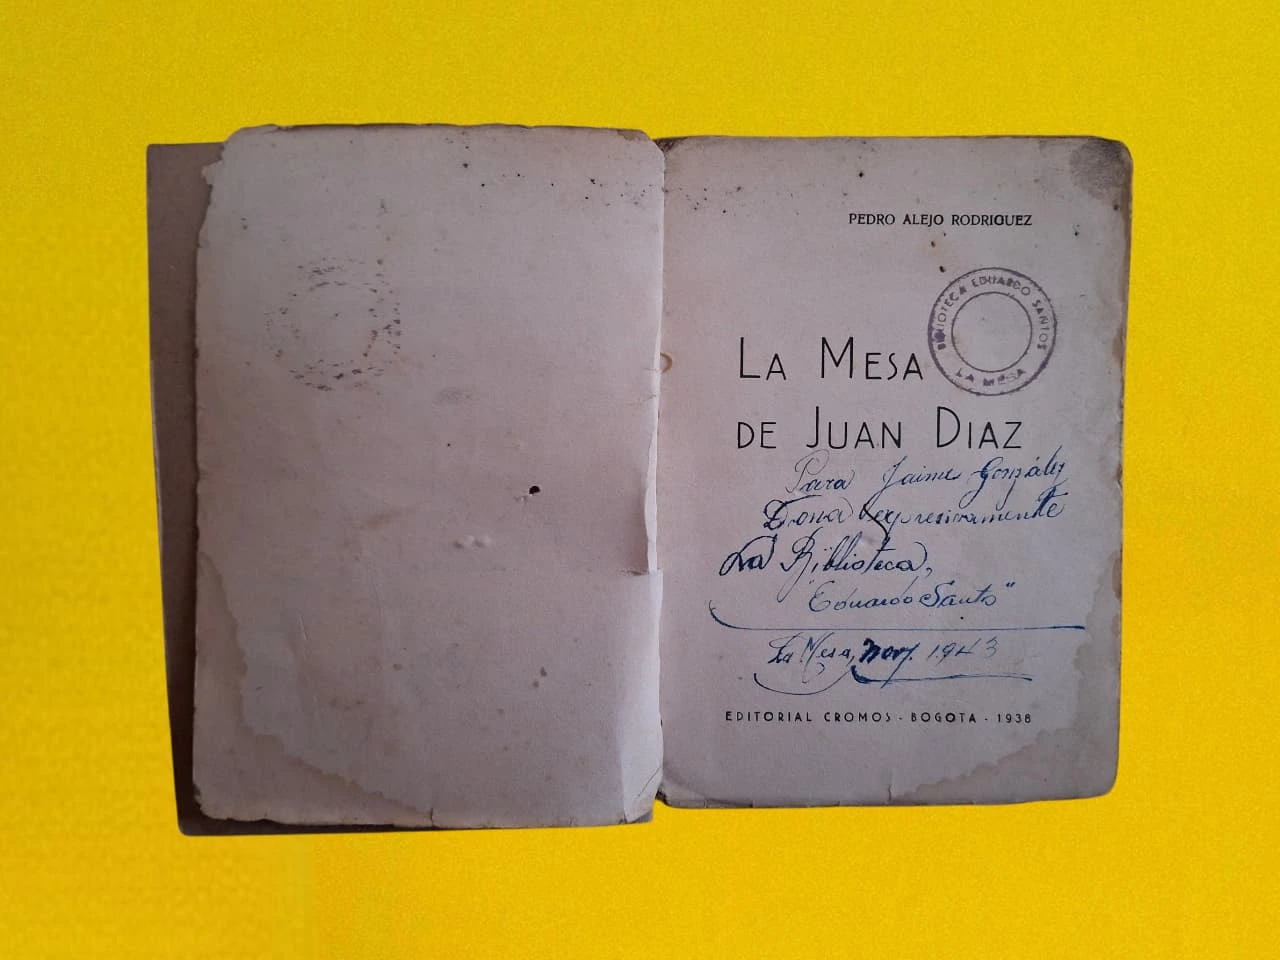 PEDRO ALEJO RODRIGUEZ
BIBLIOTECA EDUARDO SANTOS
LA MESA
LA MESA
DE JUAN DIAZ
Para Jaime González
Dona expresivamente
La Biblioteca,
"Eduardo Santos"
La Mesa, nov. 1943
EDITORIAL CROMOS - BOGOTA - 1938